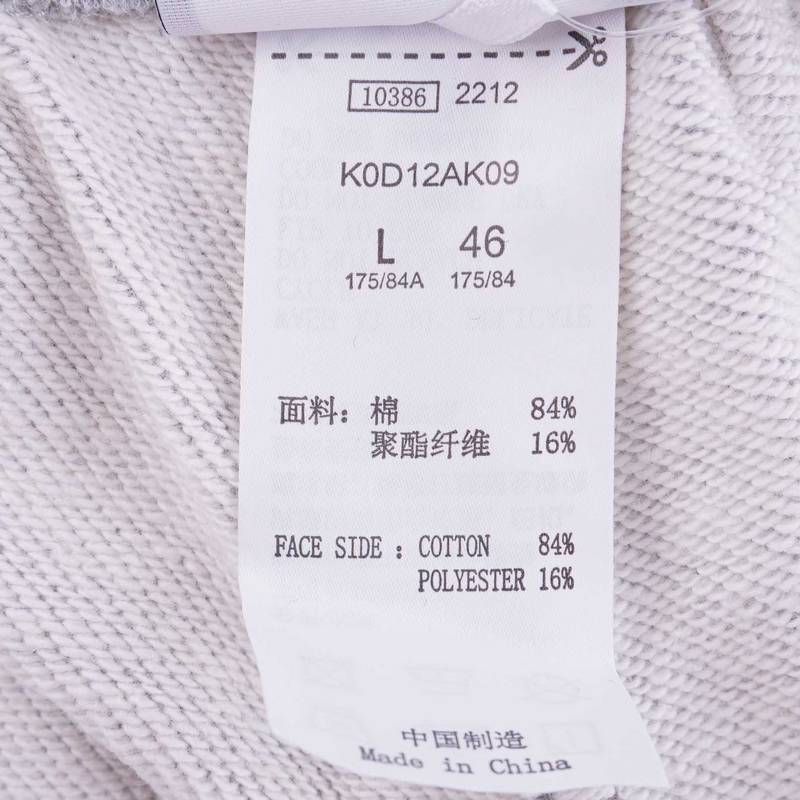 10386 2212
K0D12AK09
L 46
175/84A 175/84
面料：棉 84%
聚酯纤维 16%
FACE SIDE : COTTON 84%
POLYESTER 16%
中国制造
Made in China